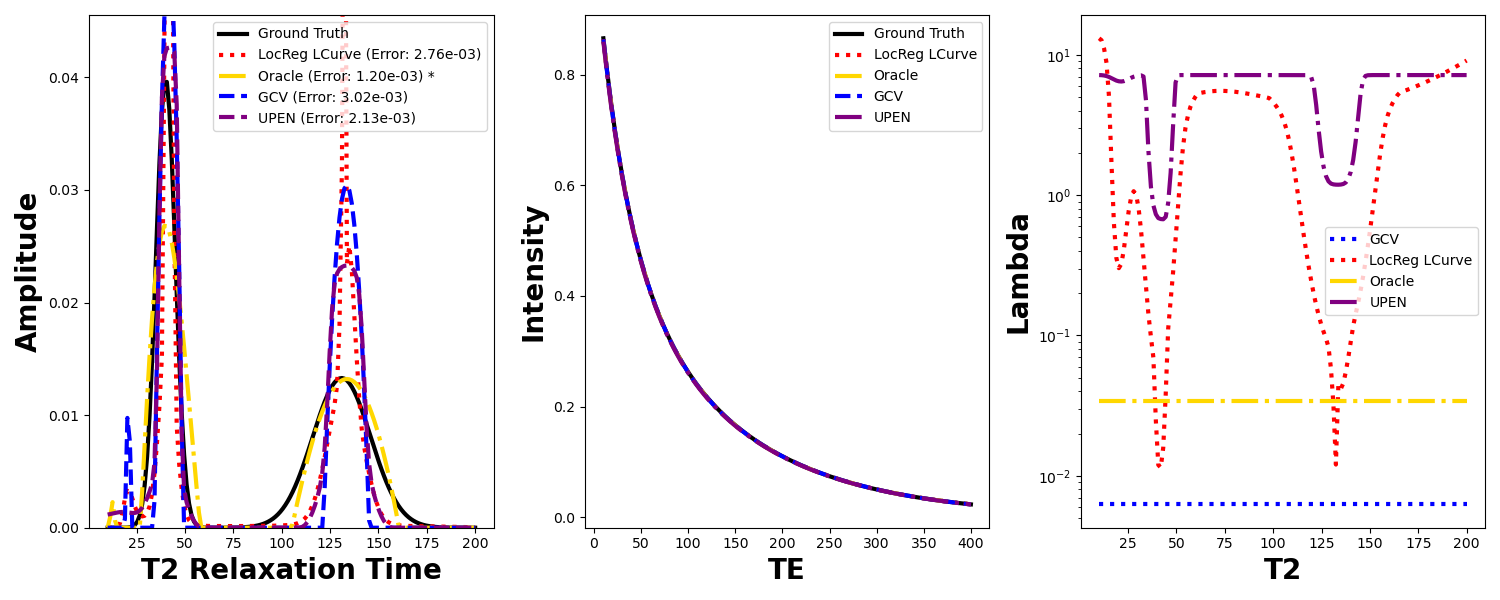 Amplitude
0.00
0.01
0.02
0.03
0.04
25 50 75 100 125 150 175 200
T2 Relaxation Time
Ground Truth
LocReg LCurve (Error: 2.76e-03)
Oracle (Error: 1.20e-03) *
GCV (Error: 3.02e-03)
UPEN (Error: 2.13e-03)
Intensity
0.0
0.2
0.4
0.6
0.8
0 50 100 150 200 250 300 350 400
TE
Ground Truth
LocReg LCurve
Oracle
GCV
UPEN
Lambda
10⁻²
10⁻¹
10⁰
10¹
25 50 75 100 125 150 175 200
T2
GCV
LocReg LCurve
Oracle
UPEN